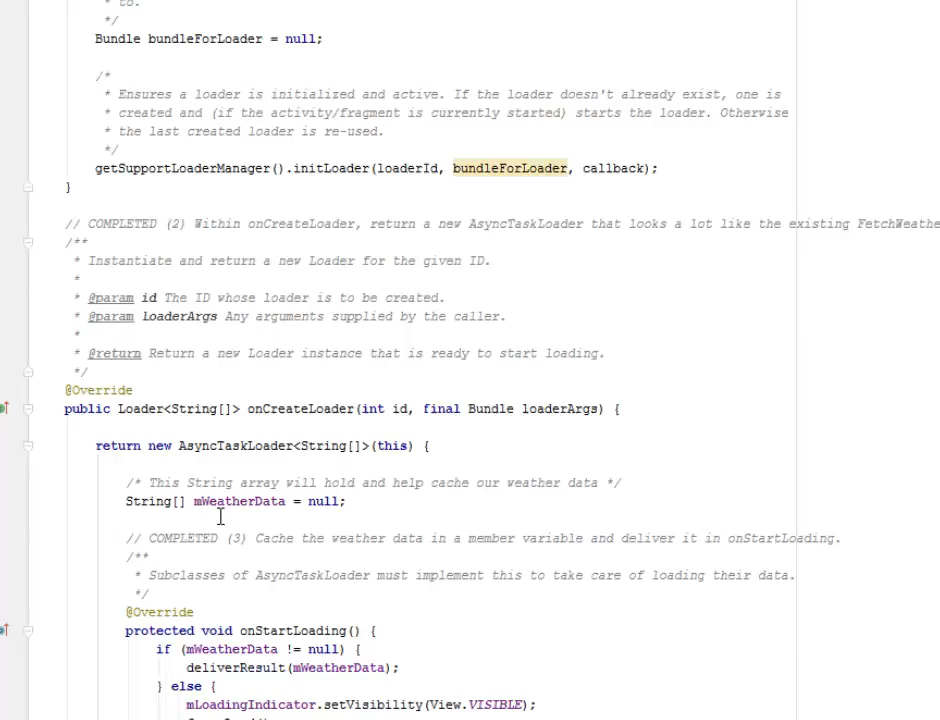 * to.
*/
Bundle bundleForLoader = null;
/*
* Ensures a loader is initialized and active. If the loader doesn't already exist, one is
* created and (if the activity/fragment is currently started) starts the loader. Otherwise
* the last created loader is re-used.
*/
getSupportLoaderManager().initLoader(loaderId, bundleForLoader, callback);
}
// COMPLETED (2) Within onCreateLoader, return a new AsyncTaskLoader that looks a lot like the existing FetchWeathe
/**
* Instantiate and return a new Loader for the given ID.
*
* @param id The ID whose loader is to be created.
* @param loaderArgs Any arguments supplied by the caller.
*
* @return Return a new Loader instance that is ready to start loading.
*/
@Override
public Loader<String[]> onCreateLoader(int id, final Bundle loaderArgs) {
return new AsyncTaskLoader<String[]>(this) {
/* This String array will hold and help cache our weather data */
String[] mWeatherData = null;
// COMPLETED (3) Cache the weather data in a member variable and deliver it in onStartLoading.
/**
* Subclasses of AsyncTaskLoader must implement this to take care of loading their data.
*/
@Override
protected void onStartLoading() {
if (mWeatherData != null) {
deliverResult(mWeatherData);
} else {
mLoadingIndicator.setVisibility(View.VISIBLE);